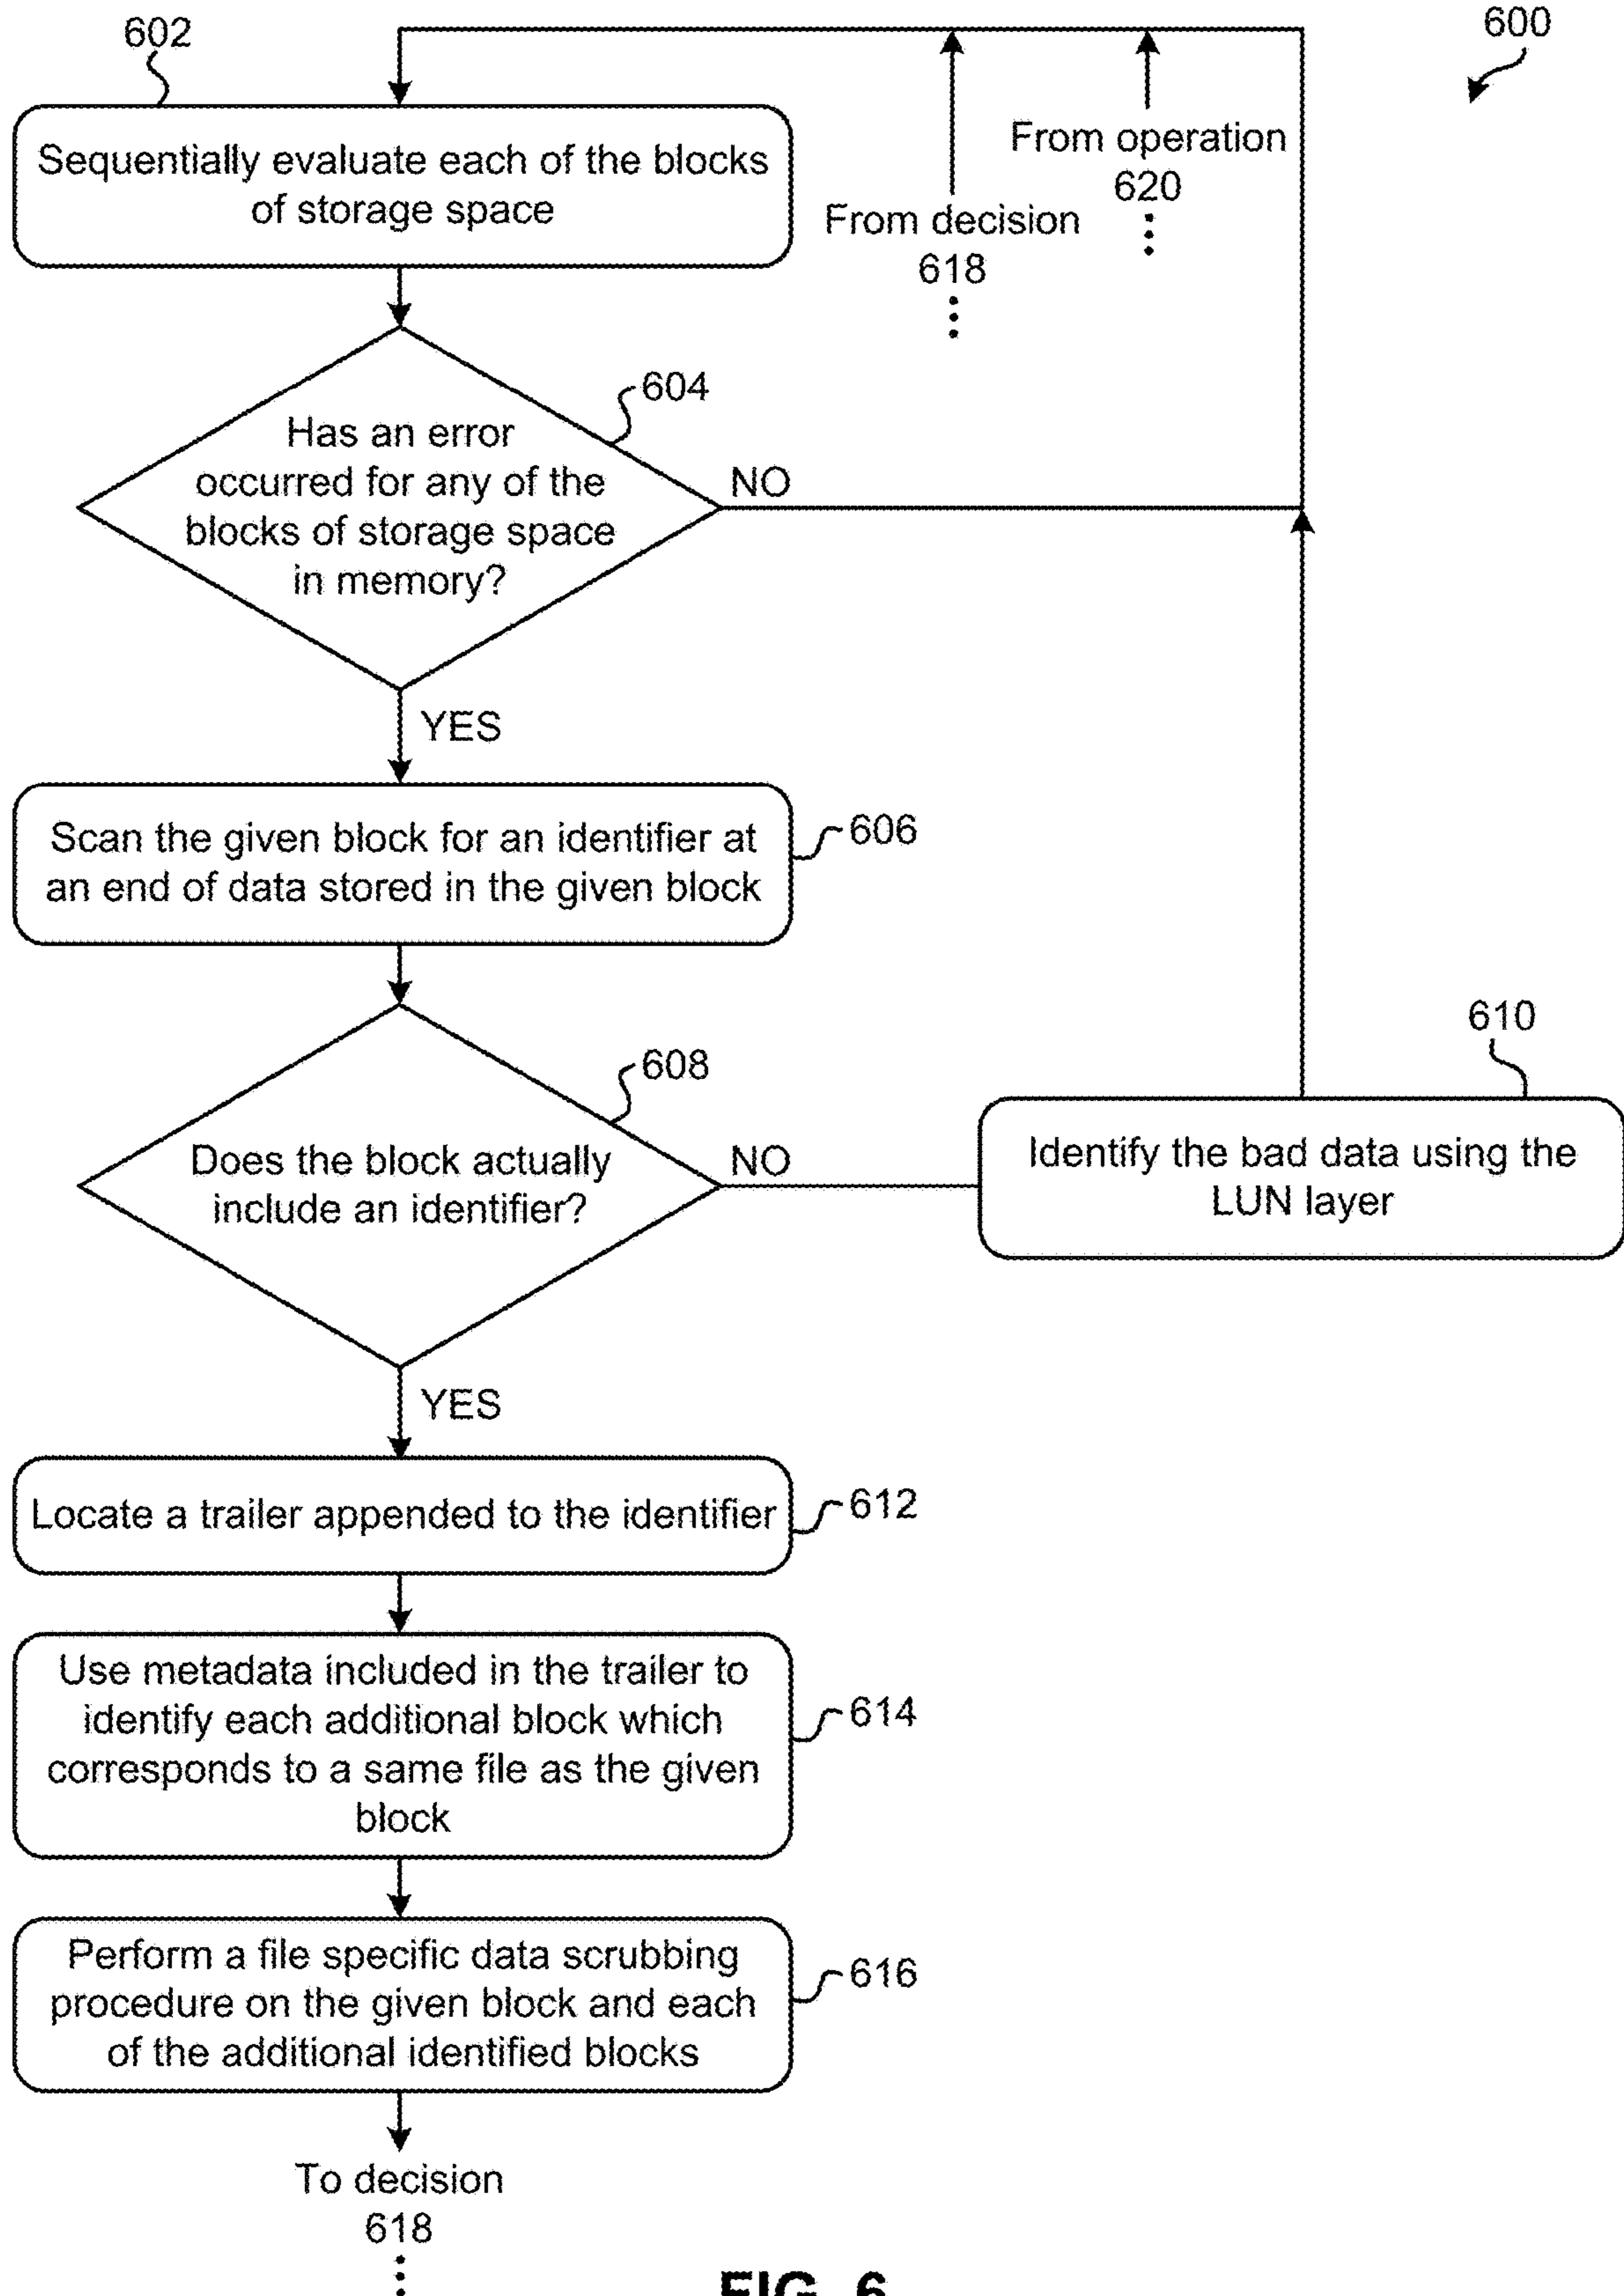 602
600
From operation
620
Sequentially evaluate each of the blocks
of storage space
From decision
618
604
Has an error
occurred for any of the
blocks of storage space
in memory?
NO
YES
606
Scan the given block for an identifier at
an end of data stored in the given block
608
610
Does the block actually
include an identifier?
NO
Identify the bad data using the
LUN layer
YES
Locate a trailer appended to the identifier
612
Use metadata included in the trailer to
identify each additional block which
corresponds to a same file as the given
block
614
Perform a file specific data scrubbing
procedure on the given block and each
of the additional identified blocks
616
To decision
618
FIG. 6